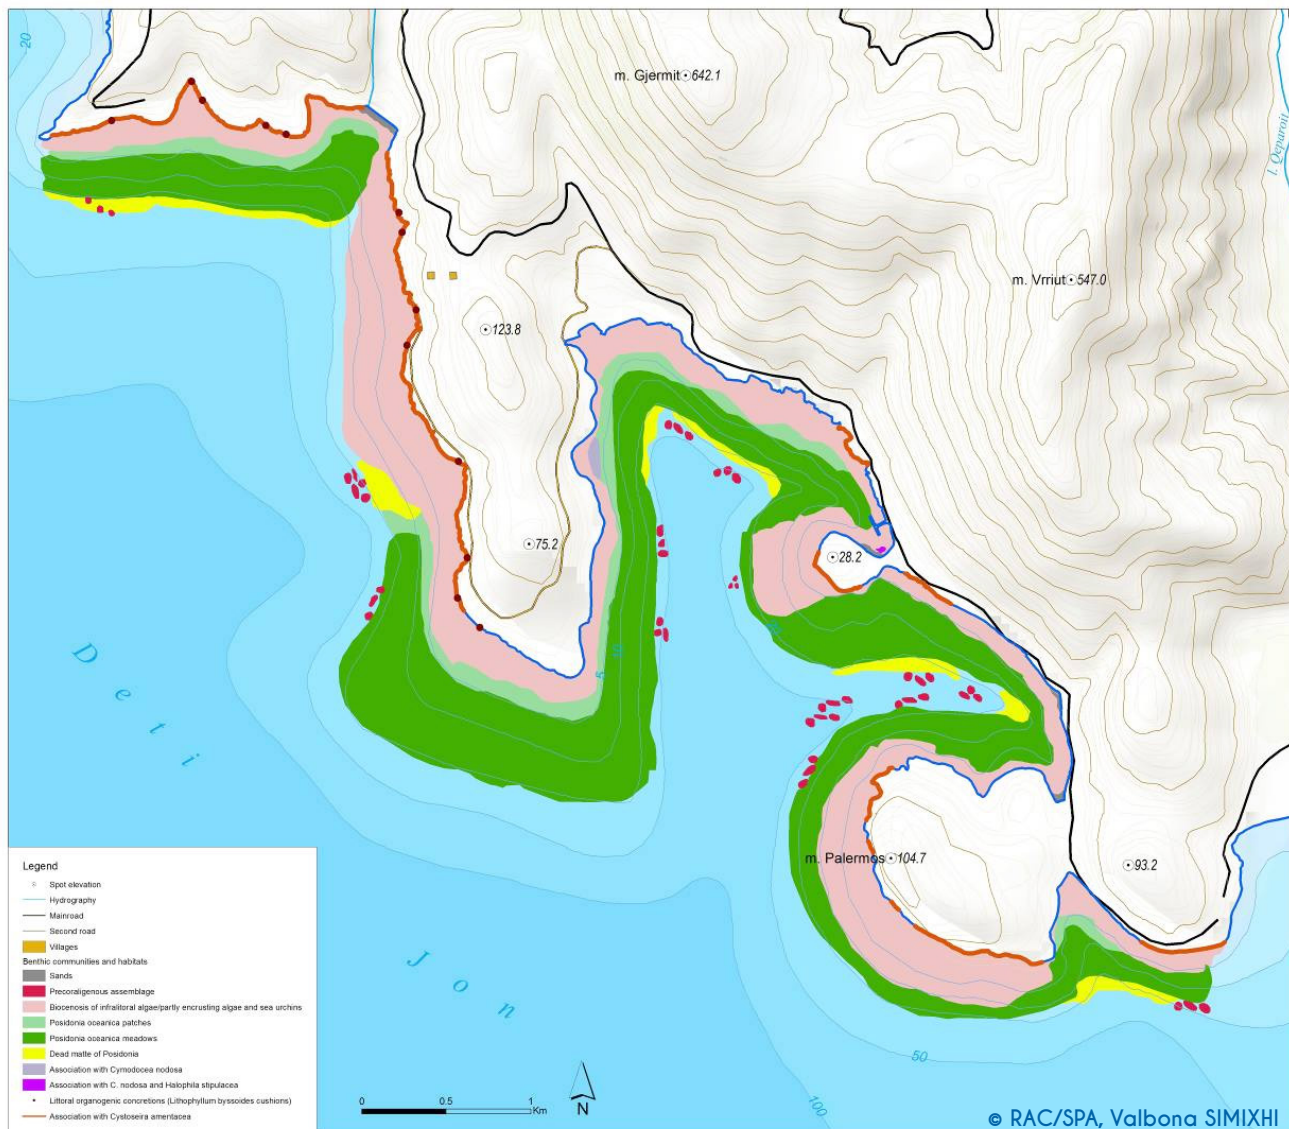 20
m. Gjermit 642.1
l. Qeparoit
m. Vrriut 547.0
123.8
75.2
28.2
5
Deti
m. Palermos 104.7
93.2
Jon
50
100
Legend
Spot elevation
Hydrography
Mainroad
Second road
Villages
Benthic communities and habitats
Sands
Precoraligenous assemblage
Biocenosis of infralitoral algae/partly encrusting algae and sea urchins
Posidonia oceanica patches
Posidonia oceanica meadows
Dead matte of Posidonia
Association with Cymodocea nodosa
Association with C. nodosa and Halophila stipulacea
Littoral organogenic concretions (Lithophyllum byssoides cushions)
Association with Cystoseira amentacea
0 0.5 1
Km
N
© RAC/SPA, Valbona SIMIXHI